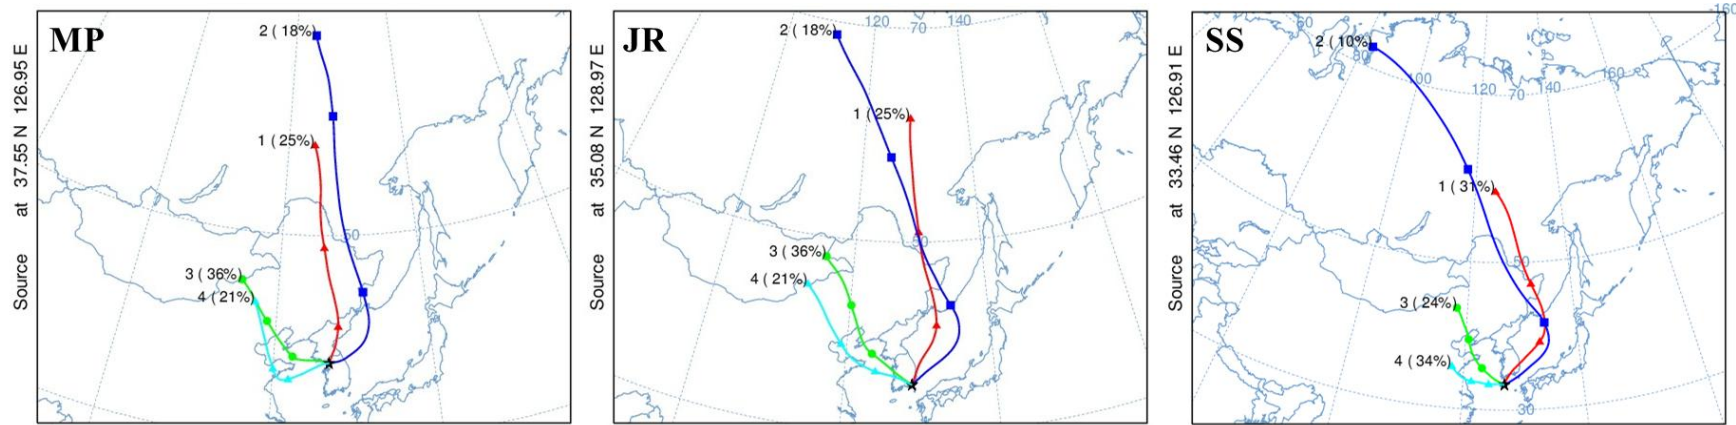 MP
Source at 37.55 N 126.95 E
2 ( 18%)
1 ( 25%)
50
3 ( 36%)
4 ( 21%)
JR
Source at 35.08 N 128.97 E
120 70 140
2 ( 18%)
1 ( 25%)
50
3 ( 36%)
4 ( 21%)
SS
Source at 33.46 N 126.91 E
60
-160
2 ( 10%)
80
100
120 70 140
160
1 ( 31%)
50
3 ( 24%)
4 ( 34%)
30